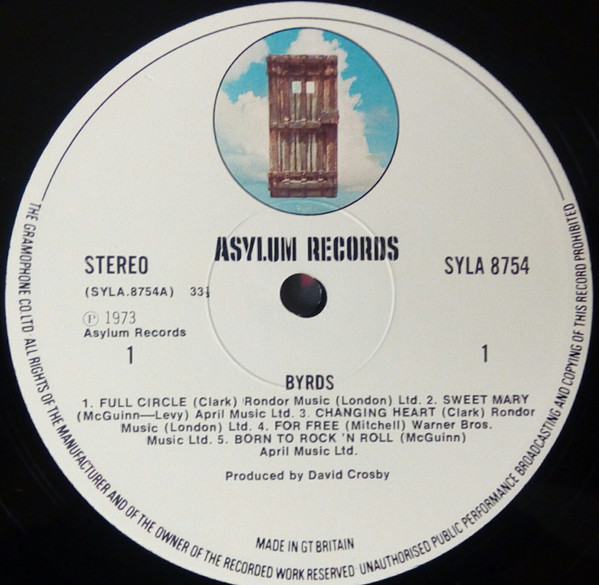 ASYLUM RECORDS
STEREO
SYLA 8754
(SYLA.8754A) 33⅓
Ⓟ 1973
Asylum Records
1
1
BYRDS
1. FULL CIRCLE (Clark) Rondor Music (London) Ltd. 2. SWEET MARY
(McGuinn—Levy) April Music Ltd. 3. CHANGING HEART (Clark) Rondor
Music (London) Ltd. 4. FOR FREE (Mitchell) Warner Bros.
Music Ltd. 5. BORN TO ROCK 'N ROLL (McGuinn)
April Music Ltd.
Produced by David Crosby
MADE IN GT BRITAIN
THE GRAMOPHONE CO. LTD. ALL RIGHTS OF THE MANUFACTURER AND OF THE OWNER OF THE RECORDED WORK RESERVED UNAUTHORISED PUBLIC PERFORMANCE BROADCASTING AND COPYING OF THIS RECORD PROHIBITED